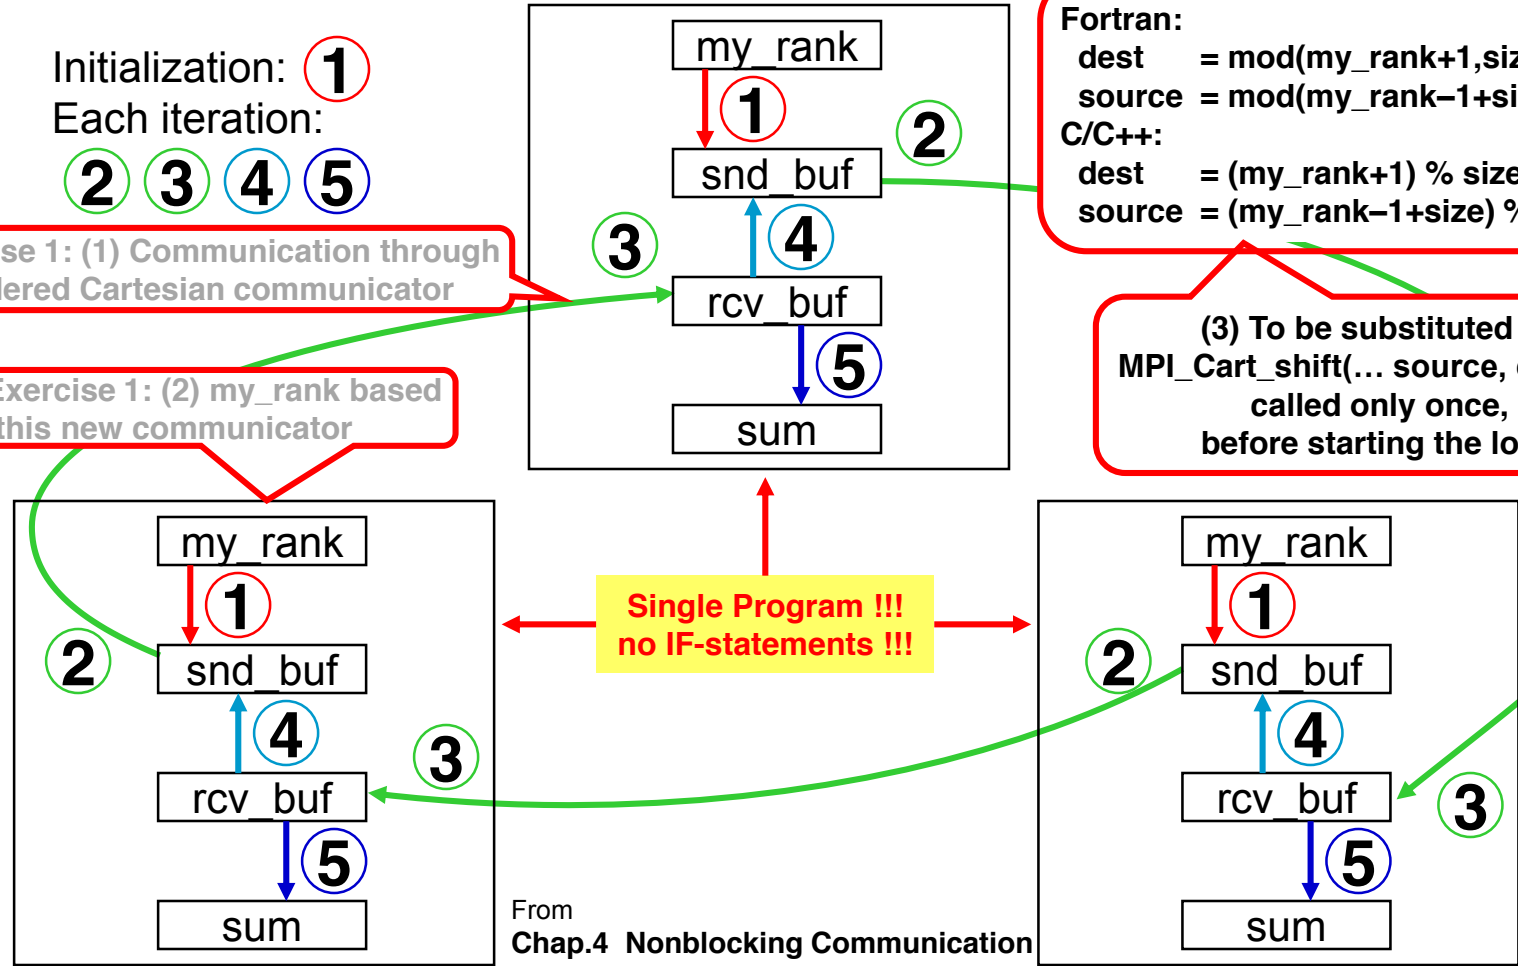 Initialization: 1
Each iteration:
2 3 4 5
se 1: (1) Communication through
ered Cartesian communicator
Exercise 1: (2) my_rank based
this new communicator
my_rank
1
snd_buf
2
3
4
rcv_buf
5
sum
Fortran:
dest = mod(my_rank+1,siz
source = mod(my_rank–1+si
C/C++:
dest = (my_rank+1) % size
source = (my_rank–1+size) %
(3) To be substituted
MPI_Cart_shift(… source,
called only once,
before starting the lo
Single Program !!!
no IF-statements !!!
my_rank
1
2
snd_buf
4
3
rcv_buf
5
sum
my_rank
1
2
snd_buf
4
rcv_buf
3
5
sum
From
Chap.4 Nonblocking Communication